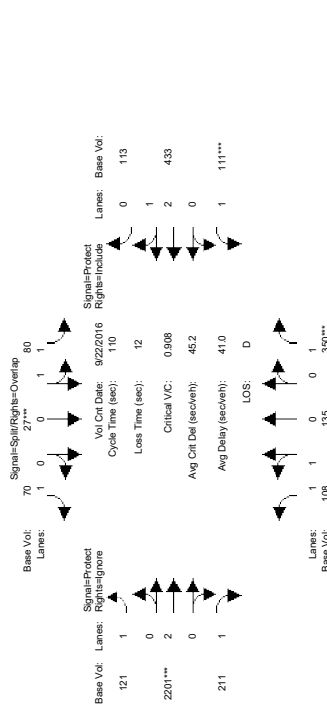 Signal=Split/Rights=Overlap
Base Vol: 70 27*** 80
Lanes: 1 0 0 1 1
Signal=Protect
Rights=Ignore
Signal=Protect
Rights=Include
Base Vol: Lanes: Vol Cnt Date: 9/22/2016 Lanes: Base Vol:
121 1 Cycle Time (sec): 110 0 113
0 Loss Time (sec): 12 1
2201*** 2 Critical V/C: 0.908 2 433
0 Avg Crit Del (sec/veh): 45.2 0
211 1 Avg Delay (sec/veh): 41.0 1 111***
LOS: D
Lanes: 1 1 0 0 1
Base Vol: 108 135 350***